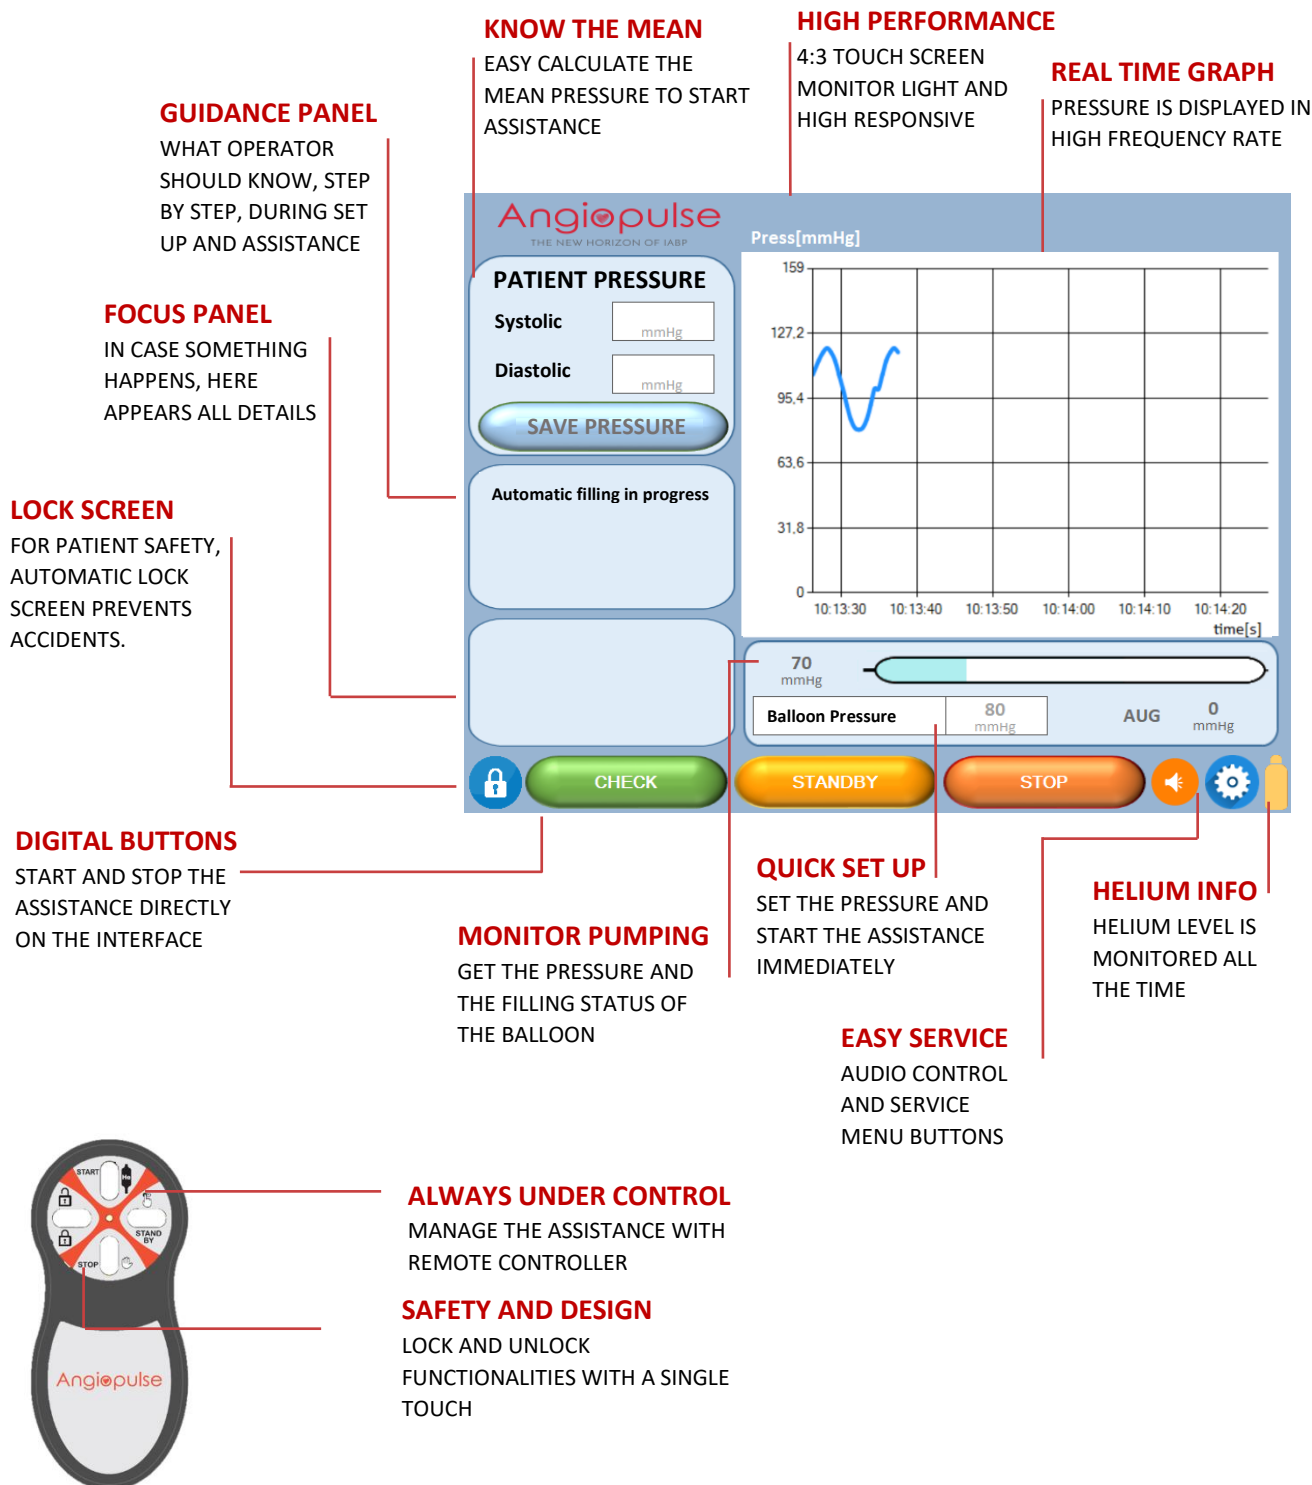 KNOW THE MEAN
EASY CALCULATE THE
MEAN PRESSURE TO START
ASSISTANCE
HIGH PERFORMANCE
4:3 TOUCH SCREEN
MONITOR LIGHT AND
HIGH RESPONSIVE
REAL TIME GRAPH
PRESSURE IS DISPLAYED IN
HIGH FREQUENCY RATE
GUIDANCE PANEL
WHAT OPERATOR
SHOULD KNOW, STEP
BY STEP, DURING SET
UP AND ASSISTANCE
FOCUS PANEL
IN CASE SOMETHING
HAPPENS, HERE
APPEARS ALL DETAILS
LOCK SCREEN
FOR PATIENT SAFETY,
AUTOMATIC LOCK
SCREEN PREVENTS
ACCIDENTS.
Angiopulse
THE NEW HORIZON OF IABP
PATIENT PRESSURE
Systolic
mmHg
Diastolic
mmHg
SAVE PRESSURE
Automatic filling in progress
Press[mmHg]
159
127,2
95,4
63,6
31,8
0
10:13:30 10:13:40 10:13:50 10:14:00 10:14:10 10:14:20
time[s]
70
mmHg
Balloon Pressure
80
mmHg
AUG
0
mmHg
CHECK
STANDBY
STOP
DIGITAL BUTTONS
START AND STOP THE
ASSISTANCE DIRECTLY
ON THE INTERFACE
MONITOR PUMPING
GET THE PRESSURE AND
THE FILLING STATUS OF
THE BALLOON
QUICK SET UP
SET THE PRESSURE AND
START THE ASSISTANCE
IMMEDIATELY
HELIUM INFO
HELIUM LEVEL IS
MONITORED ALL
THE TIME
EASY SERVICE
AUDIO CONTROL
AND SERVICE
MENU BUTTONS
START
He
STAND
BY
STOP
Angiopulse
ALWAYS UNDER CONTROL
MANAGE THE ASSISTANCE WITH
REMOTE CONTROLLER
SAFETY AND DESIGN
LOCK AND UNLOCK
FUNCTIONALITIES WITH A SINGLE
TOUCH